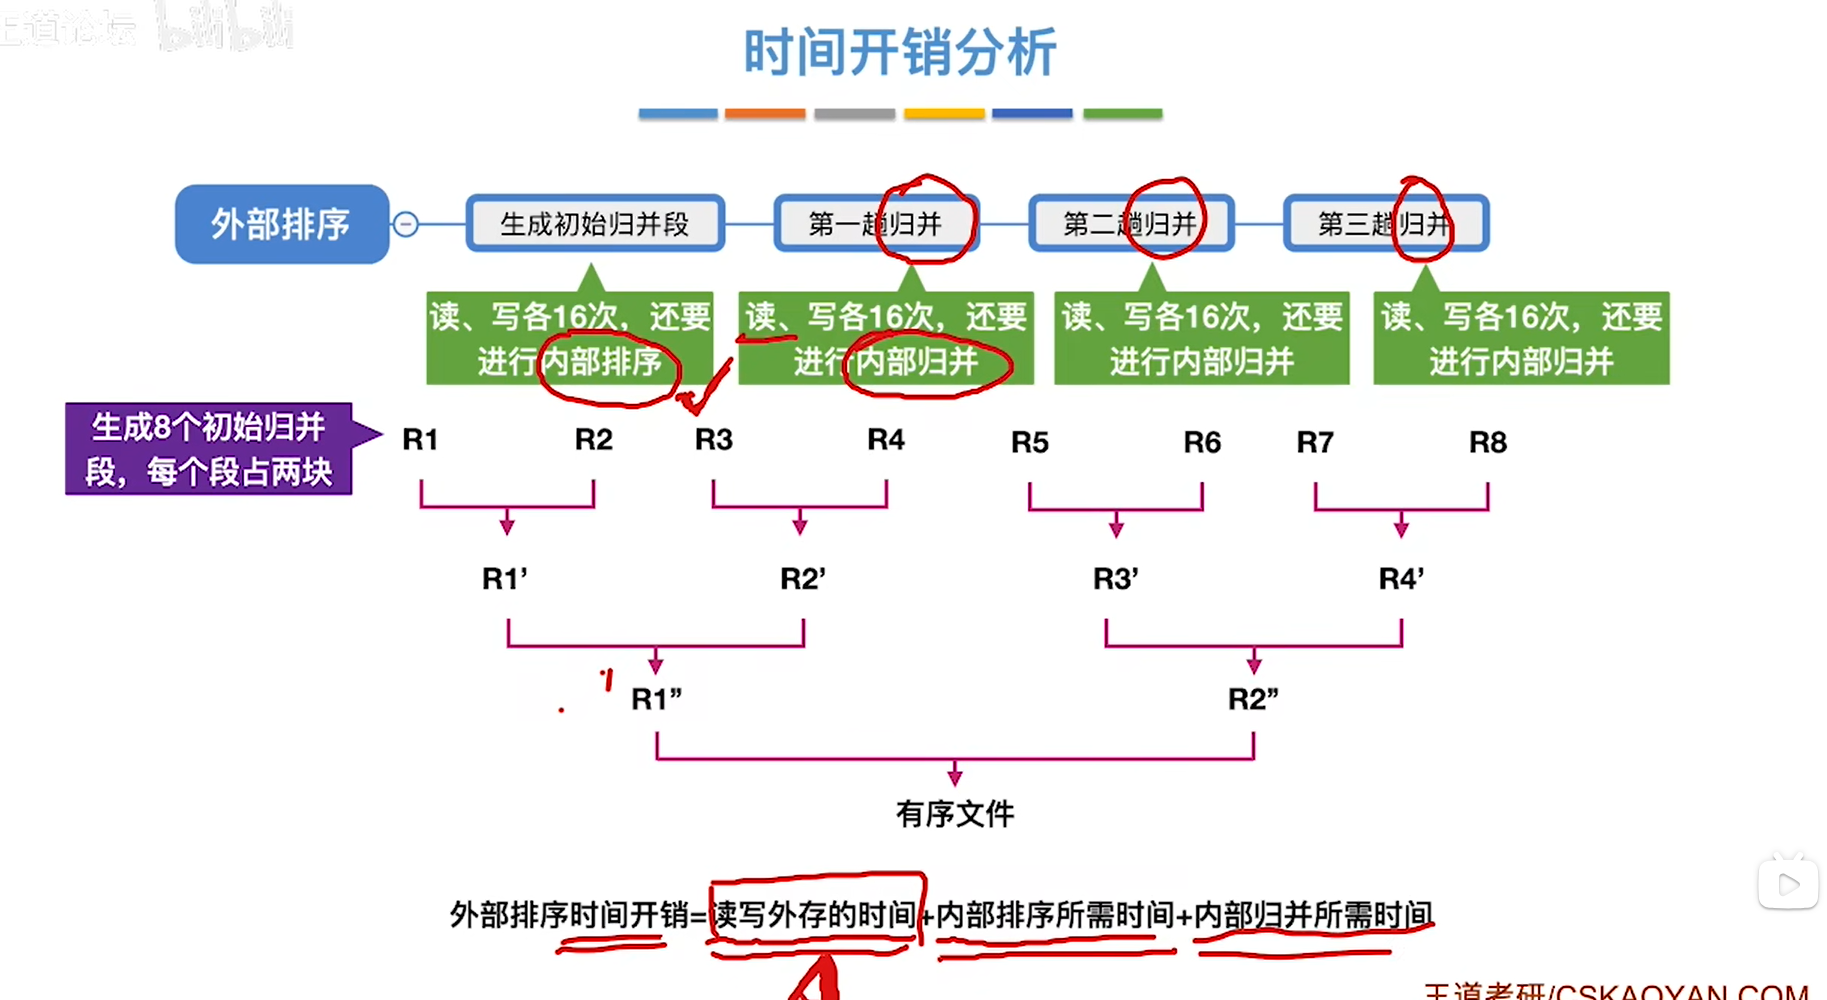 王道论坛 bilibili
时间开销分析
外部排序
生成初始归并段
第一趟归并
第二趟归并
第三趟归并
读、写各16次，还要
进行内部排序
读、写各16次，还要
进行内部归并
读、写各16次，还要
进行内部归并
读、写各16次，还要
进行内部归并
生成8个初始归并
段，每个段占两块
R1 R2 R3 R4 R5 R6 R7 R8
R1’ R2’ R3’ R4’
R1” R2”
有序文件
外部排序时间开销=读写外存的时间+内部排序所需时间+内部归并所需时间
王道考研/CSKAOYAN.COM